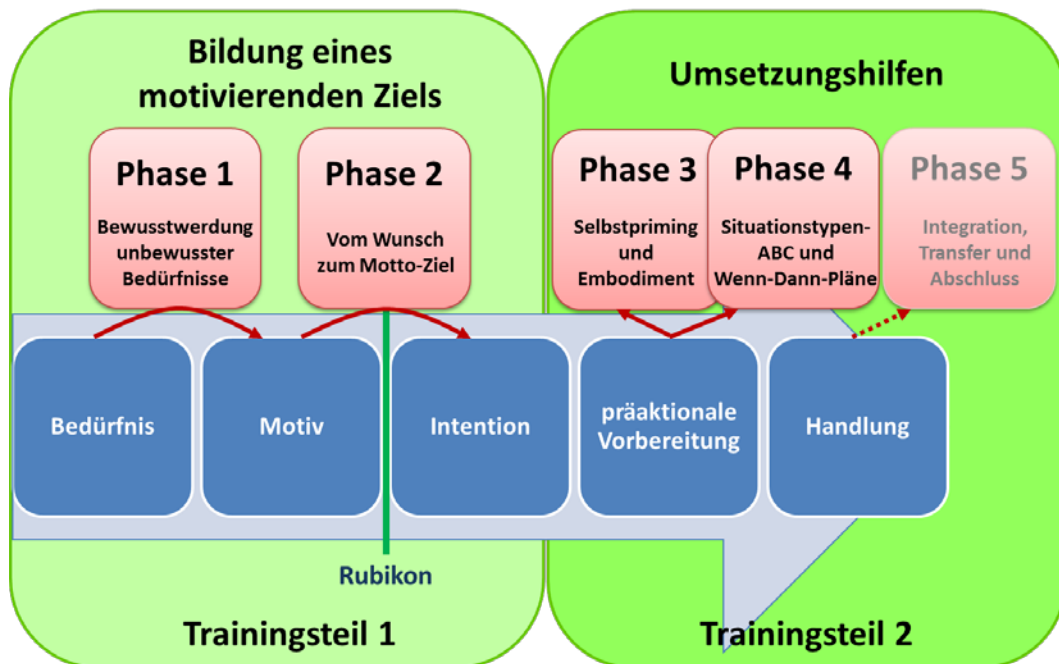 Bildung eines
motivierenden Ziels
Umsetzungshilfen
Phase 1
Bewusstwerdung
unbewusster
Bedürfnisse
Phase 2
Vom Wunsch
zum Motto-Ziel
Phase 3
Selbstpriming
und
Embodiment
Phase 4
Situationstypen-
ABC und
Wenn-Dann-Pläne
Phase 5
Integration,
Transfer und
Abschluss
Bedürfnis
Motiv
Intention
präaktionale
Vorbereitung
Handlung
Rubikon
Trainingsteil 1
Trainingsteil 2